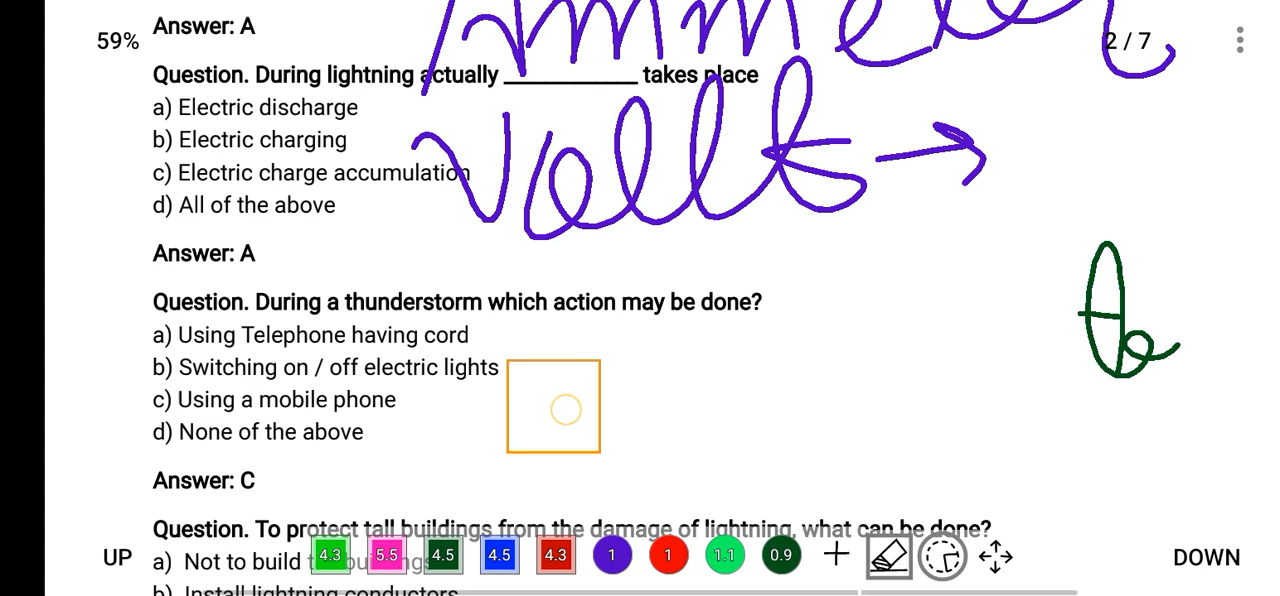 59%
Answer: A
Ammeter
2 / 7
Question. During lightning actually ____________ takes place
a) Electric discharge
b) Electric charging
c) Electric charge accumulation
d) All of the above
Answer: A
Question. During a thunderstorm which action may be done?
a) Using Telephone having cord
b) Switching on / off electric lights
c) Using a mobile phone
d) None of the above
Answer: C
Question. To protect tall buildings from the damage of lightning, what can be done?
a) Not to build tall buildings
b) Install lightning conductors
UP
4.3
5.5
4.5
4.5
4.3
1
1
1.1
0.9
DOWN